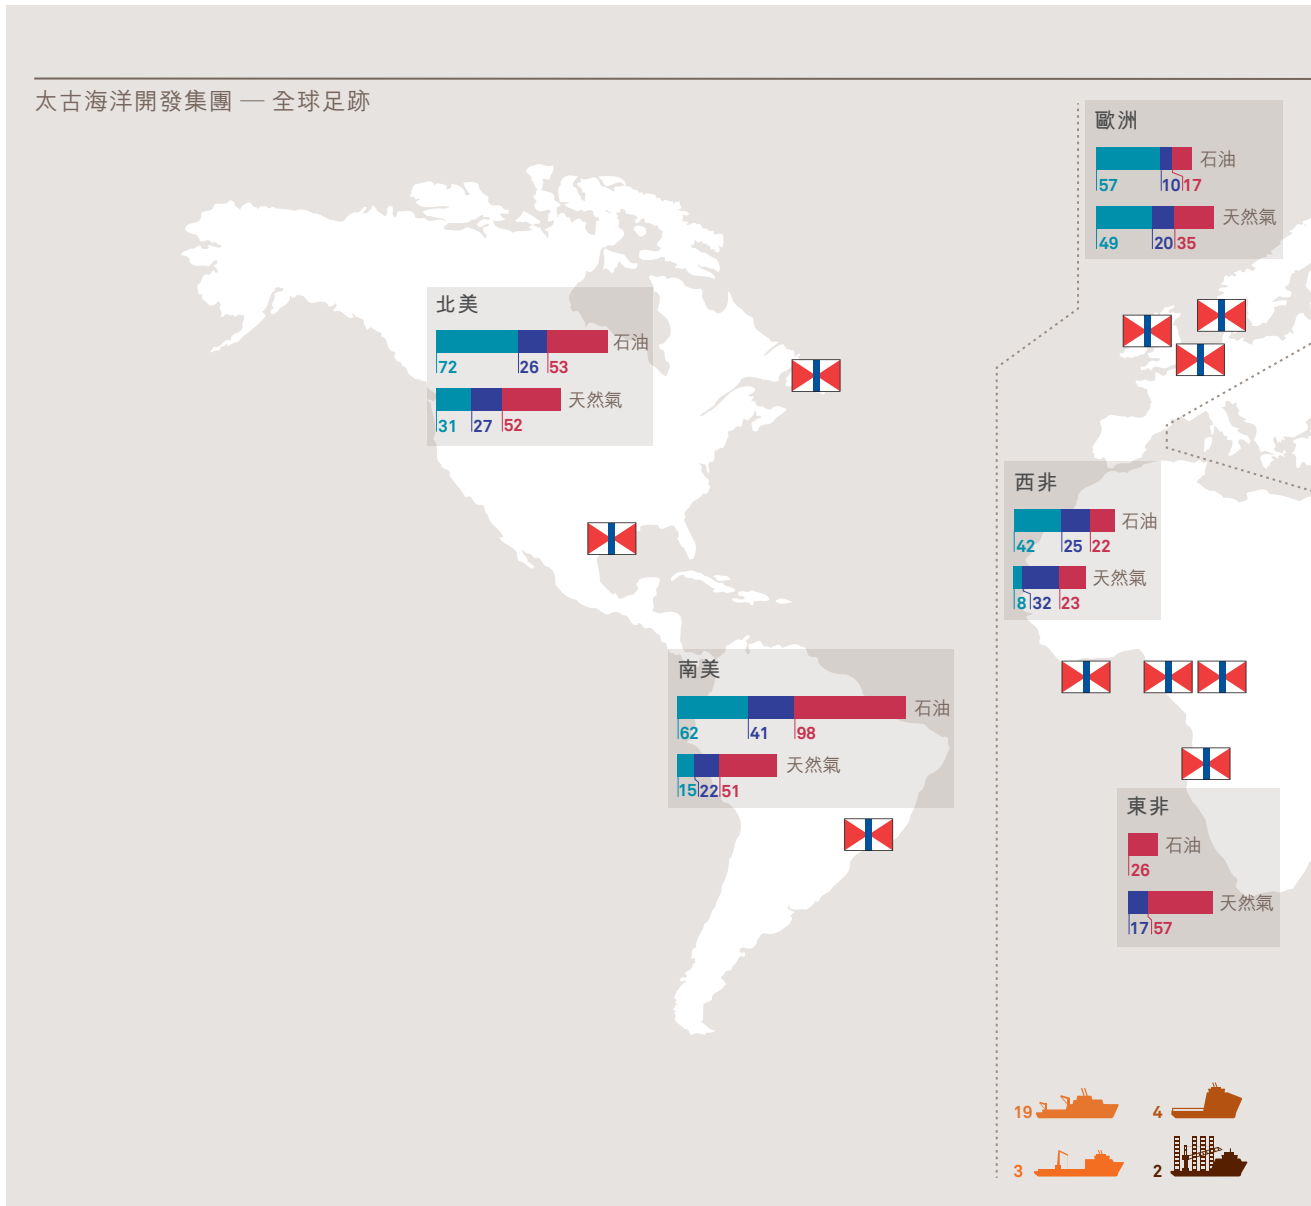 太古海洋開發集團 — 全球足跡
歐洲
石油
57 10 17
天然氣
49 20 35
北美
石油
72 26 53
天然氣
31 27 52
西非
石油
42 25 22
天然氣
8 32 23
南美
石油
62 41 98
天然氣
15 22 51
東非
石油
26
天然氣
17 57
19 4
3 2